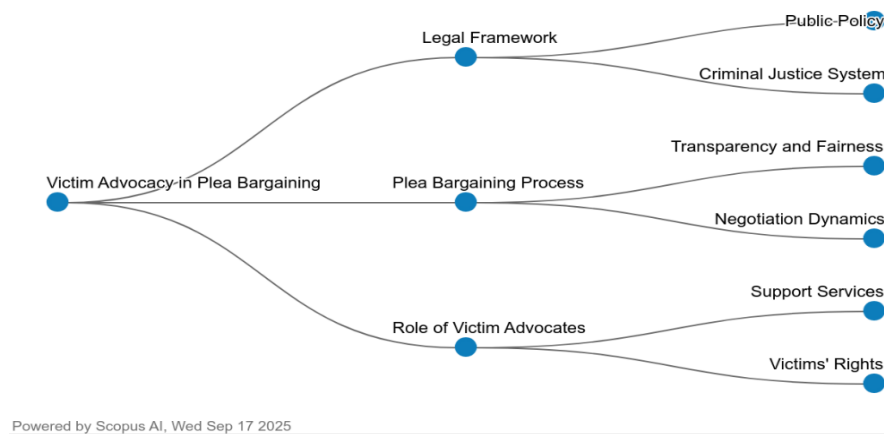 Public Policy
Legal Framework
Criminal Justice System
Transparency and Fairness
Victim Advocacy in Plea Bargaining
Plea Bargaining Process
Negotiation Dynamics
Support Services
Role of Victim Advocates
Victims' Rights
Powered by Scopus AI, Wed Sep 17 2025